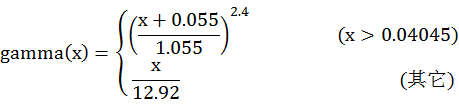 gamma(x) = { ((x + 0.055) / 1.055)^2.4 (x > 0.04045)
x / 12.92 (其它)